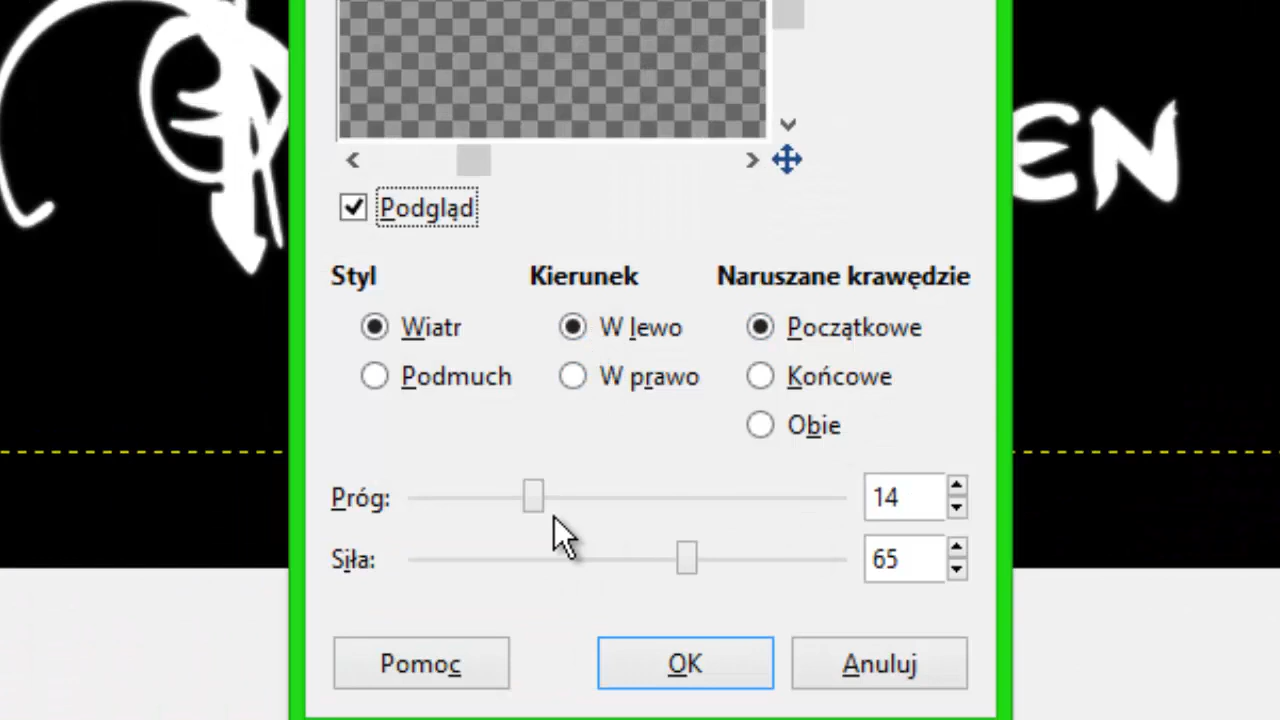 EN
Podgląd
Styl Kierunek Naruszane krawędzie
Wiatr W lewo Początkowe
Podmuch W prawo Końcowe
Obie
Próg: 14
Siła: 65
Pomoc OK Anuluj